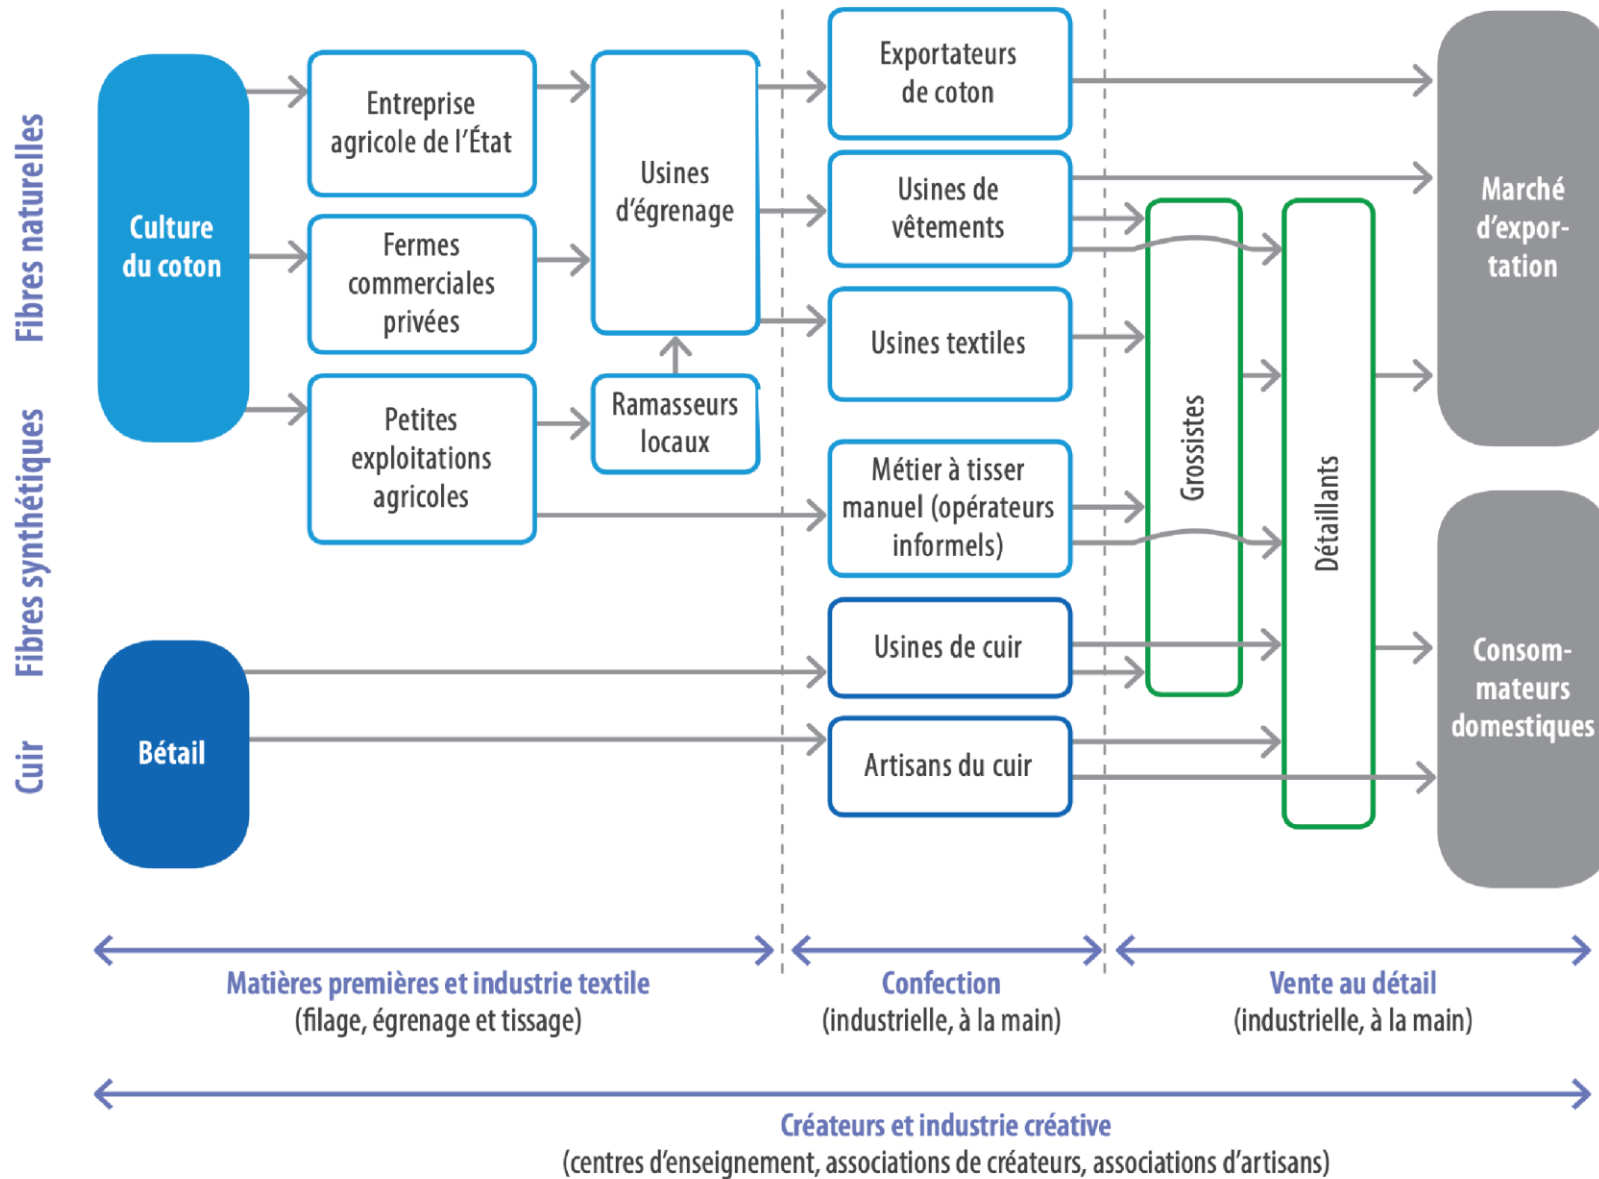 Fibres naturelles
Fibres synthétiques
Cuir
Culture
du coton
Bétail
Entreprise
agricole de l’État
Fermes
commerciales
privées
Petites
exploitations
agricoles
Usines
d’égrenage
Ramasseurs
locaux
Exportateurs
de coton
Usines de
vêtements
Usines textiles
Métier à tisser
manuel (opérateurs
informels)
Usines de cuir
Artisans du cuir
Grossistes
Détaillants
Marché
d’expor-
tation
Consom-
mateurs
domestiques
Matières premières et industrie textile
(filage, égrenage et tissage)
Confection
(industrielle, à la main)
Vente au détail
(industrielle, à la main)
Créateurs et industrie créative
(centres d’enseignement, associations de créateurs, associations d’artisans)